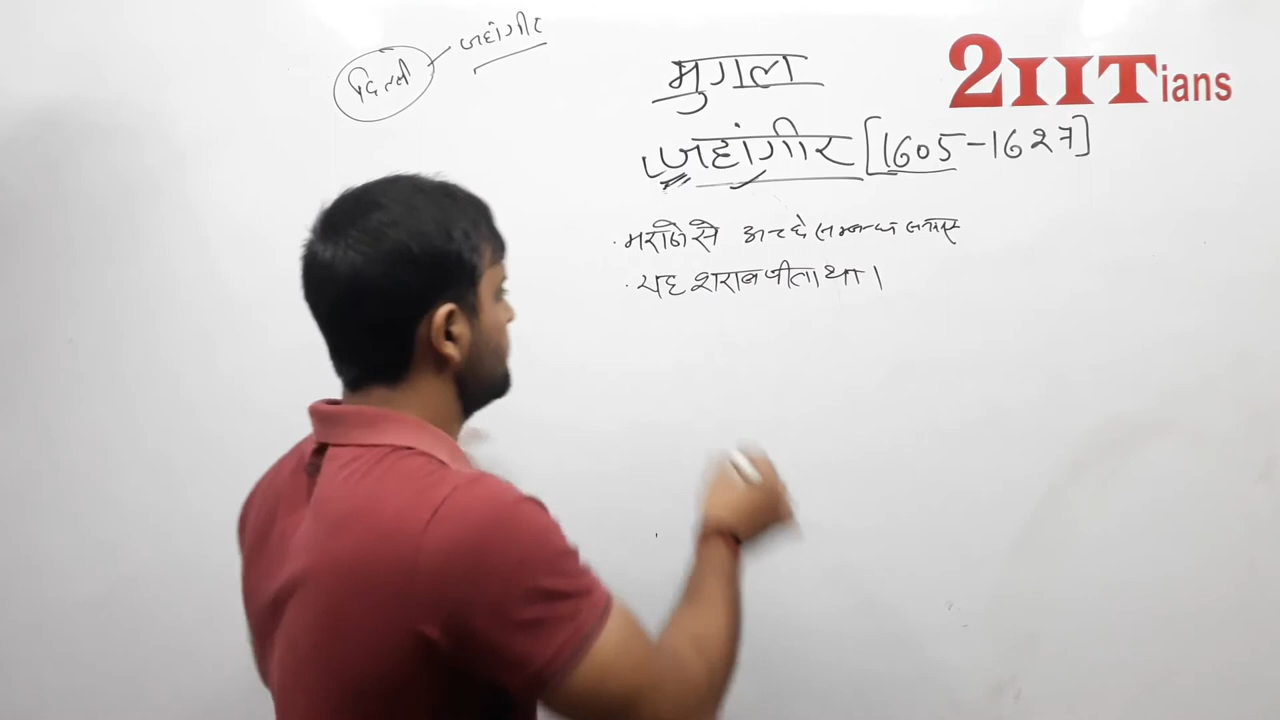 दिल्ली जहांगीर
मुगल
2IITians
जहांगीर [1605-1627]
· मराठो से अच्छे सम्बन्ध बनाए
· यह शराब पीता था।